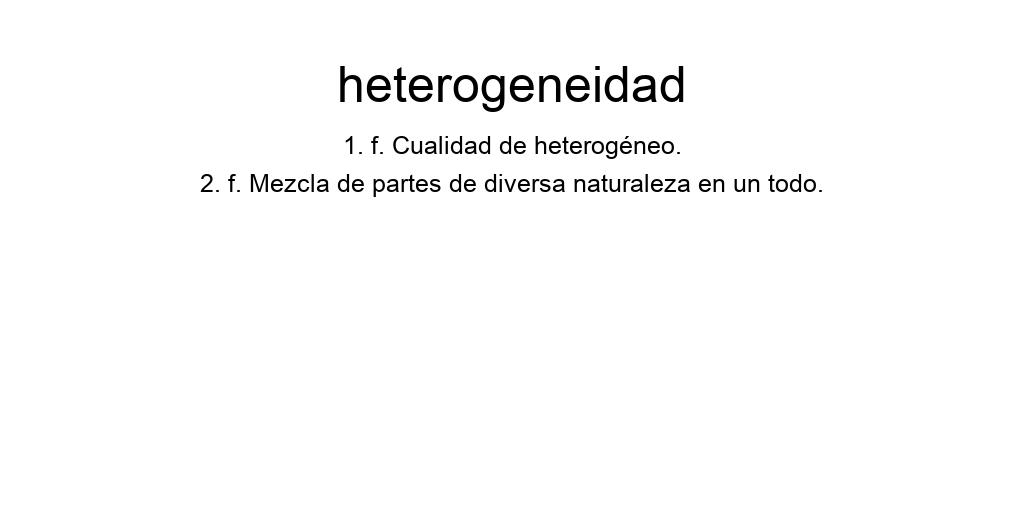 heterogeneidad
1. f. Cualidad de heterogéneo.
2. f. Mezcla de partes de diversa naturaleza en un todo.